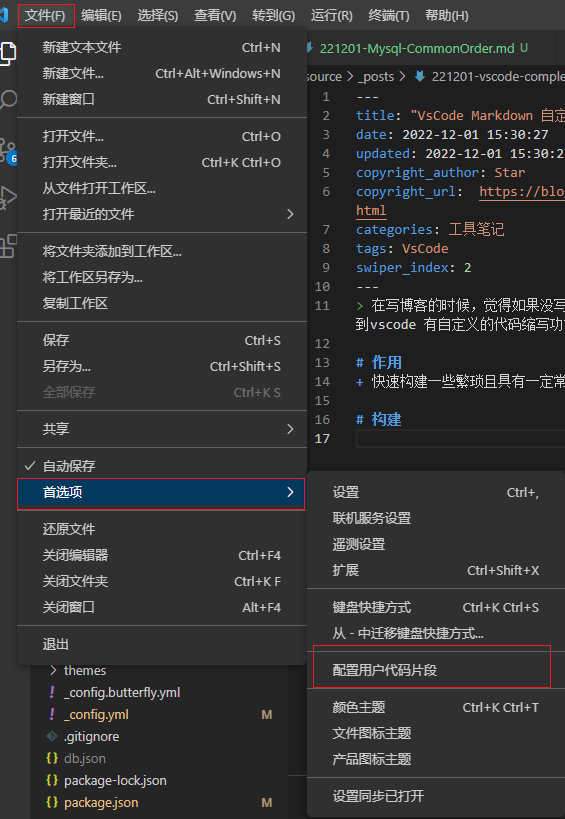 文件(F) 编辑(E) 选择(S) 查看(V) 转到(G) 运行(R) 终端(T) 帮助(H)
新建文本文件 Ctrl+N
新建文件... Ctrl+Alt+Windows+N
新建窗口 Ctrl+Shift+N
打开文件... Ctrl+O
打开文件夹... Ctrl+K Ctrl+O
从文件打开工作区...
打开最近的文件
将文件夹添加到工作区...
将工作区另存为...
复制工作区
保存 Ctrl+S
另存为... Ctrl+Shift+S
全部保存 Ctrl+K S
共享
自动保存
首选项
还原文件
关闭编辑器 Ctrl+F4
关闭文件夹 Ctrl+K F
关闭窗口 Alt+F4
退出
6
221201-Mysql-CommonOrder.md U
source > _posts > 221201-vscode-comple
1 ---
2 title: "VsCode Markdown 自定
3 date: 2022-12-01 15:30:27
4 updated: 2022-12-01 15:30:27
5 copyright_author: Star
6 copyright_url: https://blo
html
7 categories: 工具笔记
8 tags: VsCode
9 swiper_index: 2
10 ---
11 > 在写博客的时候，觉得如果没写
到vscode 有自定义的代码缩写功
12
13 # 作用
14 + 快速构建一些繁琐且具有一定常
15
16 # 构建
17
设置 Ctrl+,
联机服务设置
遥测设置
扩展 Ctrl+Shift+X
键盘快捷方式 Ctrl+K Ctrl+S
从 - 中迁移键盘快捷方式...
配置用户代码片段
颜色主题 Ctrl+K Ctrl+T
文件图标主题
产品图标主题
设置同步已打开
> themes
! _config.butterfly.yml
! _config.yml M
.gitignore
{} db.json
{} package-lock.json
{} package.json M